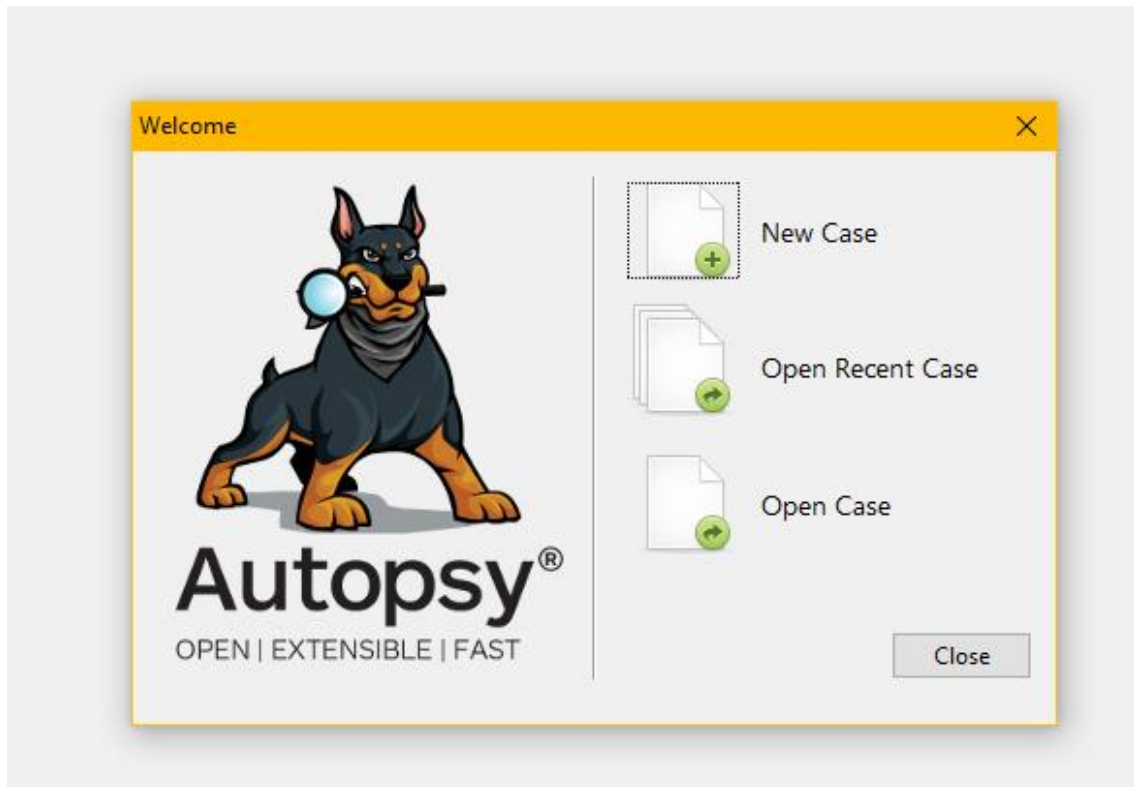 Welcome
New Case
Open Recent Case
Open Case
Autopsy®
OPEN | EXTENSIBLE | FAST
Close